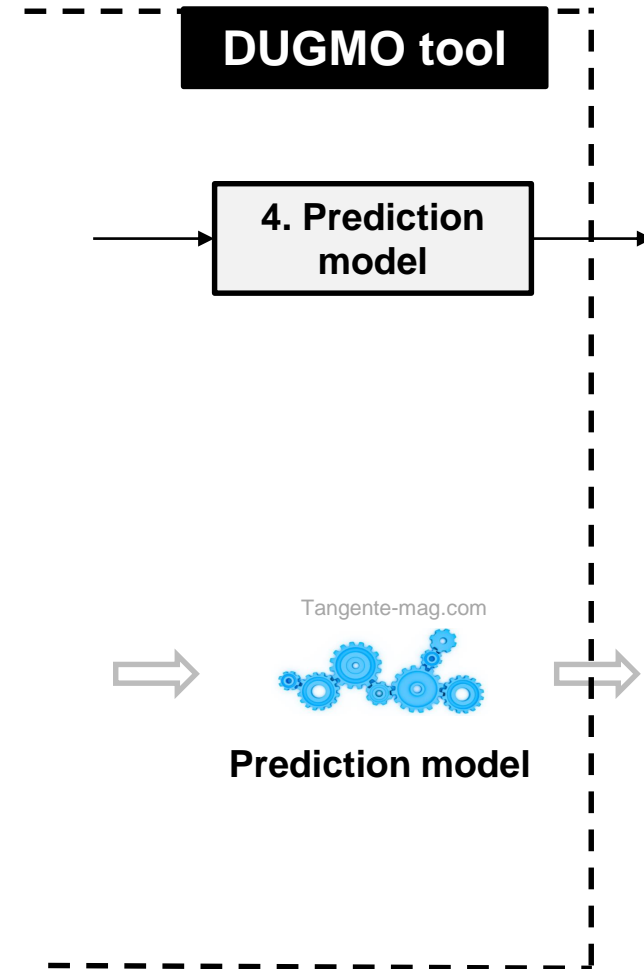 DUGMO tool
4. Prediction
model
Tangente-mag.com
Prediction model